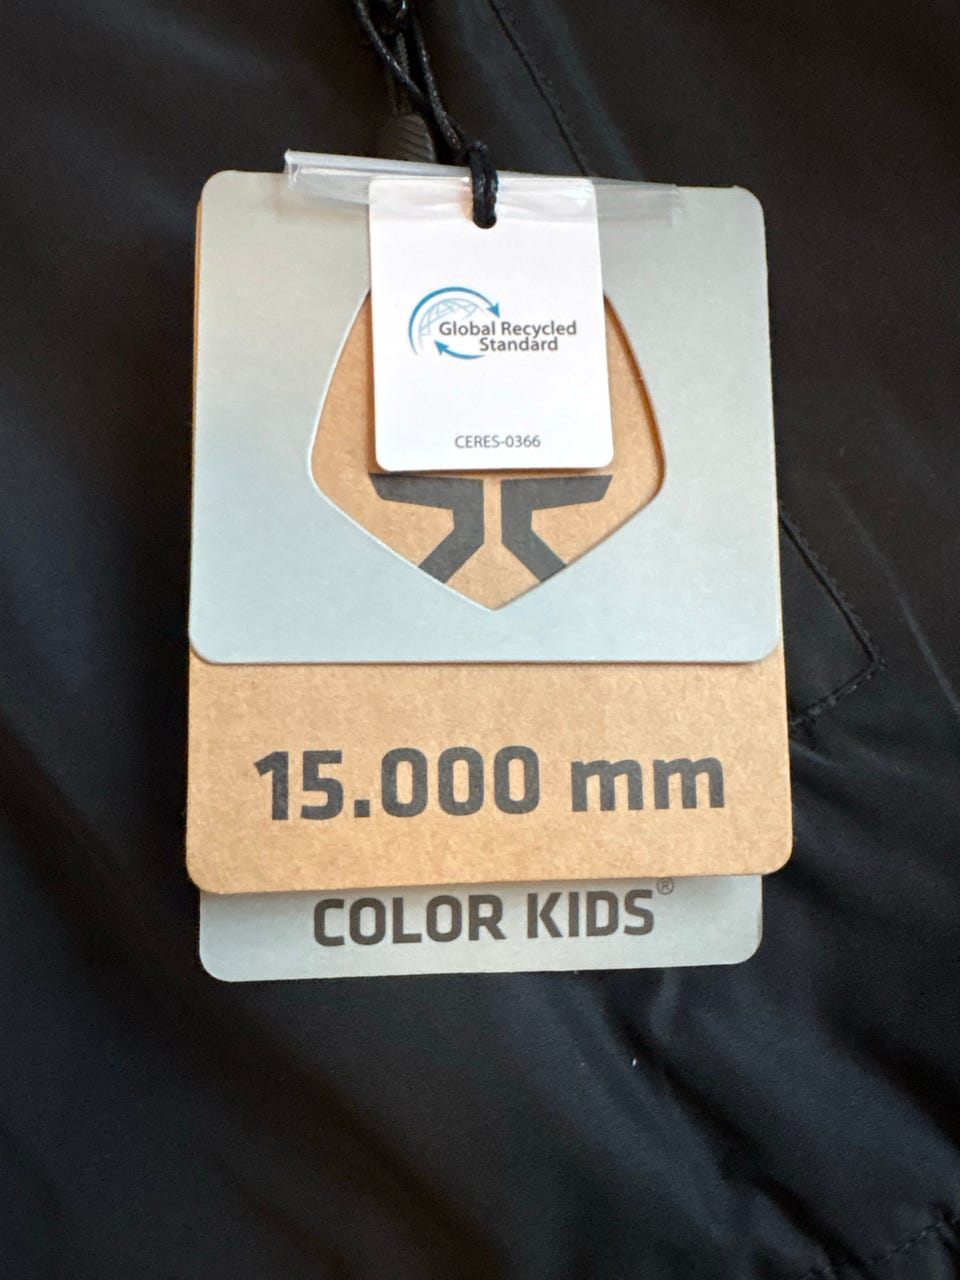 Global Recycled
Standard
CERES-0366
15.000 mm
COLOR KIDS®